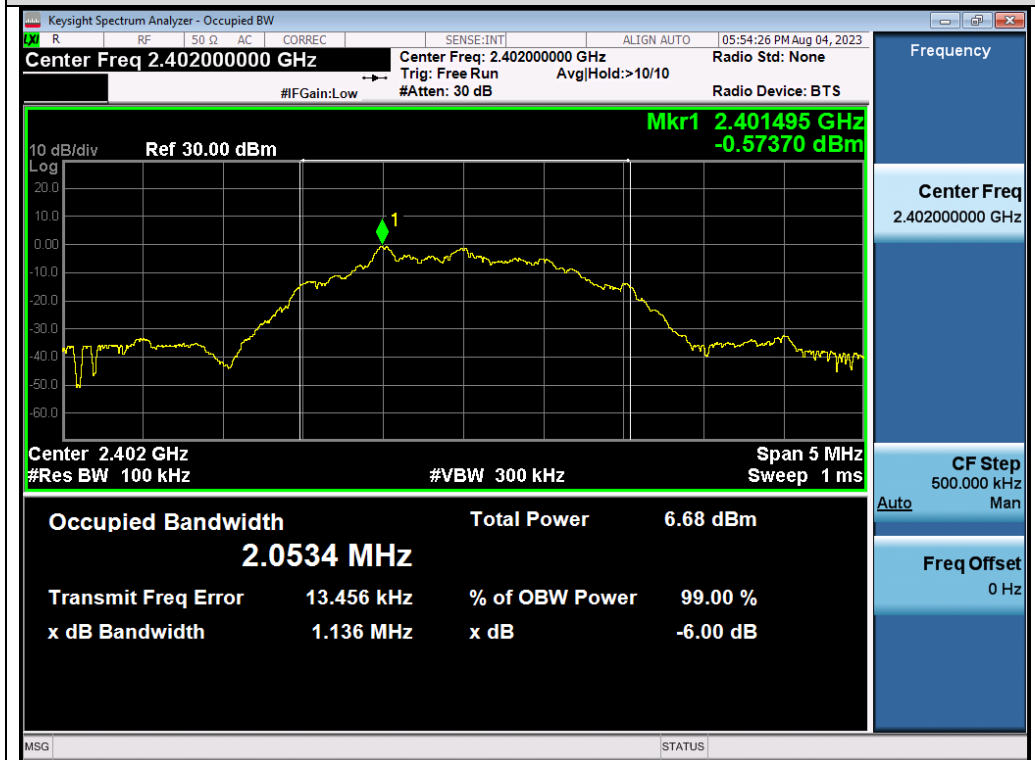 Keysight Spectrum Analyzer - Occupied BW
LXI R RF 50 Ω AC CORREC SENSE:INT ALIGN AUTO 05:54:26 PM Aug 04, 2023
Center Freq 2.402000000 GHz
Center Freq: 2.402000000 GHz Radio Std: None
Trig: Free Run Avg|Hold:>10/10
#IFGain:Low #Atten: 30 dB Radio Device: BTS
Mkr1 2.401495 GHz
10 dB/div Ref 30.00 dBm -0.57370 dBm
Log
20.0
10.0
1
0.00
-10.0
-20.0
-30.0
-40.0
-50.0
-60.0
Center 2.402 GHz Span 5 MHz
#Res BW 100 kHz #VBW 300 kHz Sweep 1 ms
Occupied Bandwidth Total Power 6.68 dBm
2.0534 MHz
Transmit Freq Error 13.456 kHz % of OBW Power 99.00 %
x dB Bandwidth 1.136 MHz x dB -6.00 dB
MSG STATUS
Frequency
Center Freq
2.402000000 GHz
CF Step
500.000 kHz
Auto Man
Freq Offset
0 Hz